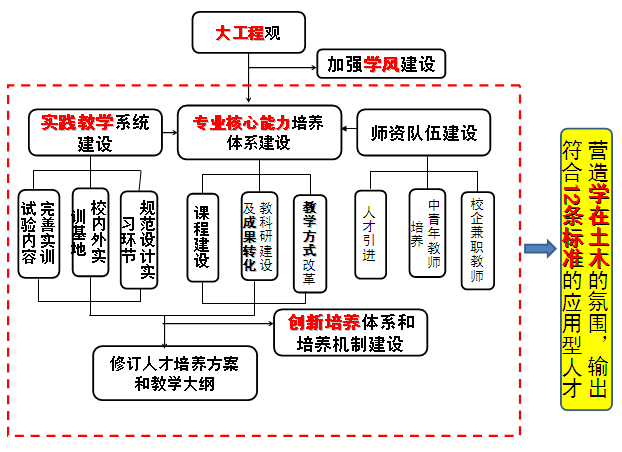 大工程观
加强学风建设
实践教学系统
建设
专业核心能力培养
体系建设
师资队伍建设
完善实训
试验内容
校内外实
训基地
规范设计实
习环节
课程建设
教科研建设
及成果转化
教学方式改革
人才引进
中青年教师
培养
校企兼职教师
创新培养体系和
培养机制建设
修订人才培养方案
和教学大纲
营造学在土木的氛围，输出
符合12条标准的应用型人才